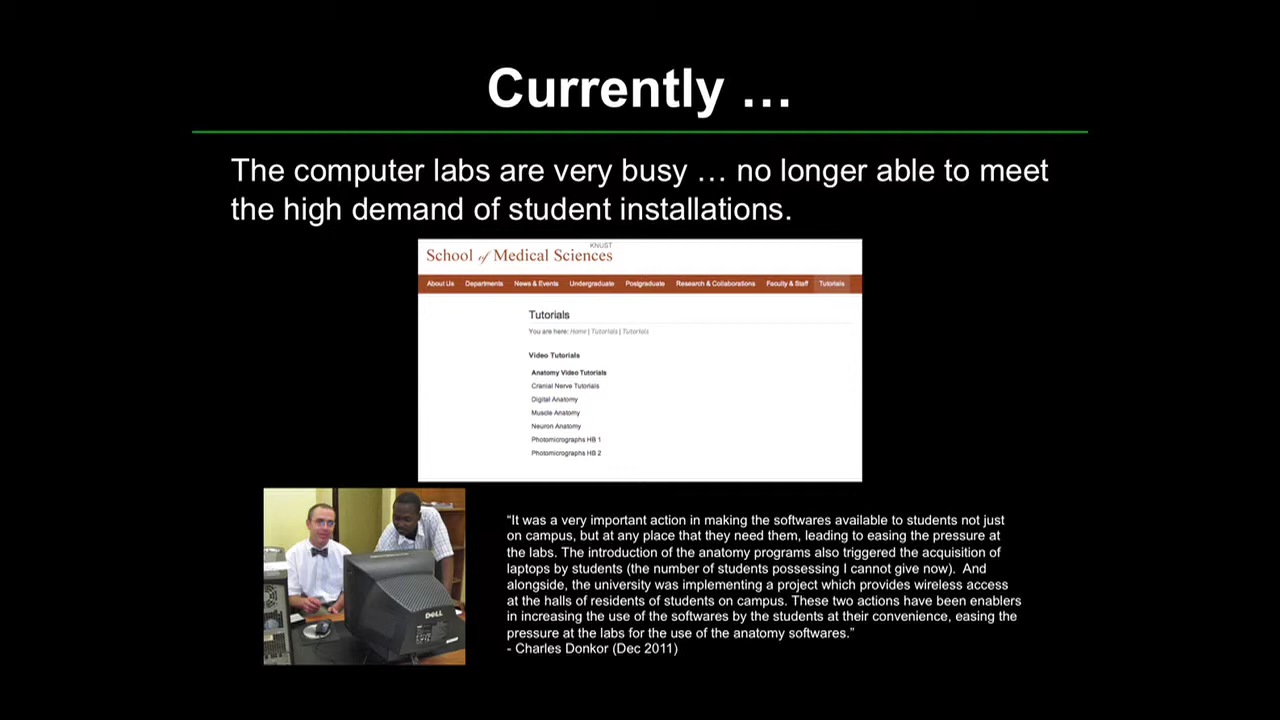 Currently …
The computer labs are very busy … no longer able to meet
the high demand of student installations.
KNUST
School of Medical Sciences
About Us Departments News & Events Undergraduate Postgraduate Research & Collaborations Faculty & Staff Tutorials
Tutorials
You are here: Home | Tutorials | Tutorials
Video Tutorials
Anatomy Video Tutorials
Cranial Nerve Tutorials
Digital Anatomy
Muscle Anatomy
Neuron Anatomy
Photomicrographs HB 1
Photomicrographs HB 2
DELL
“It was a very important action in making the softwares available to students not just
on campus, but at any place that they need them, leading to easing the pressure at
the labs. The introduction of the anatomy programs also triggered the acquisition of
laptops by students (the number of students possessing I cannot give now).  And
alongside, the university was implementing a project which provides wireless access
at the halls of residents of students on campus. These two actions have been enablers
in increasing the use of the softwares by the students at their convenience, easing the
pressure at the labs for the use of the anatomy softwares.”
- Charles Donkor (Dec 2011)